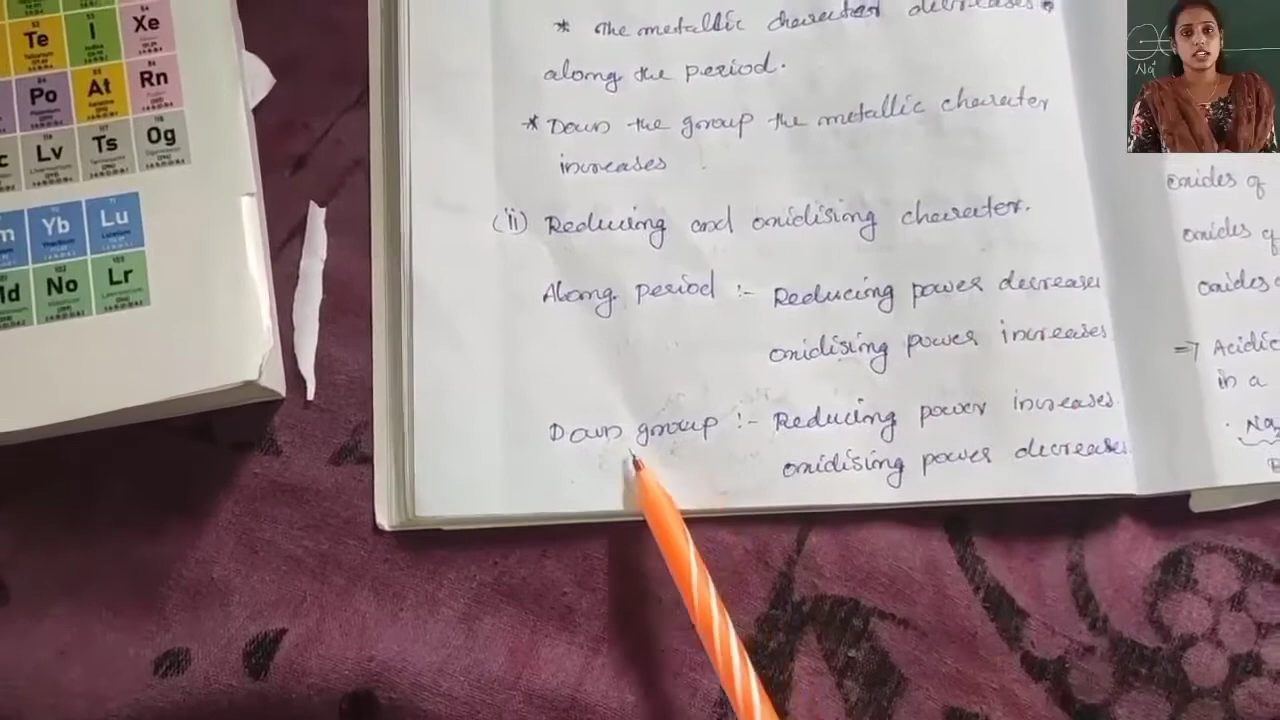 * The metallic character decreases
along the period.
* Down the group the metallic character
increases
(ii) Reducing and oxidising character.
Along period :- Reducing power decreases
oxidising power increases
Down group :- Reducing power increases.
oxidising power decreases
oxides of
oxides of
oxides
=> Acidic
in a
Na
Te I Xe
Po At Rn
Lv Ts Og
Yb Lu
Md No Lr